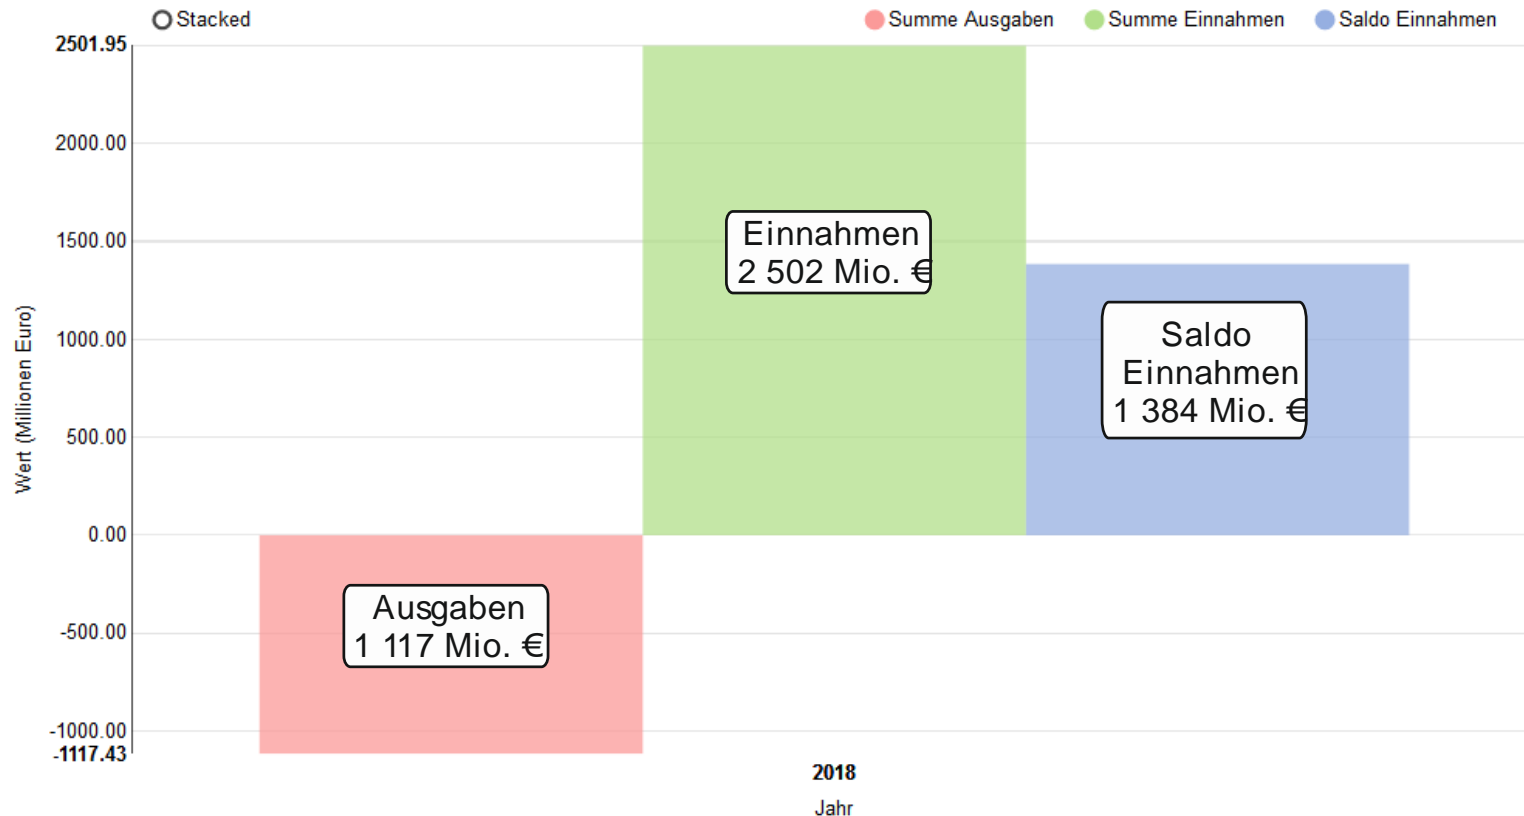 Stacked
Summe Ausgaben
Summe Einnahmen
Saldo Einnahmen
2501.95
2000.00
1500.00
1000.00
500.00
0.00
-500.00
-1000.00
-1117.43
Wert (Millionen Euro)
Einnahmen
2 502 Mio. €
Saldo
Einnahmen
1 384 Mio. €
Ausgaben
1 117 Mio. €
2018
Jahr